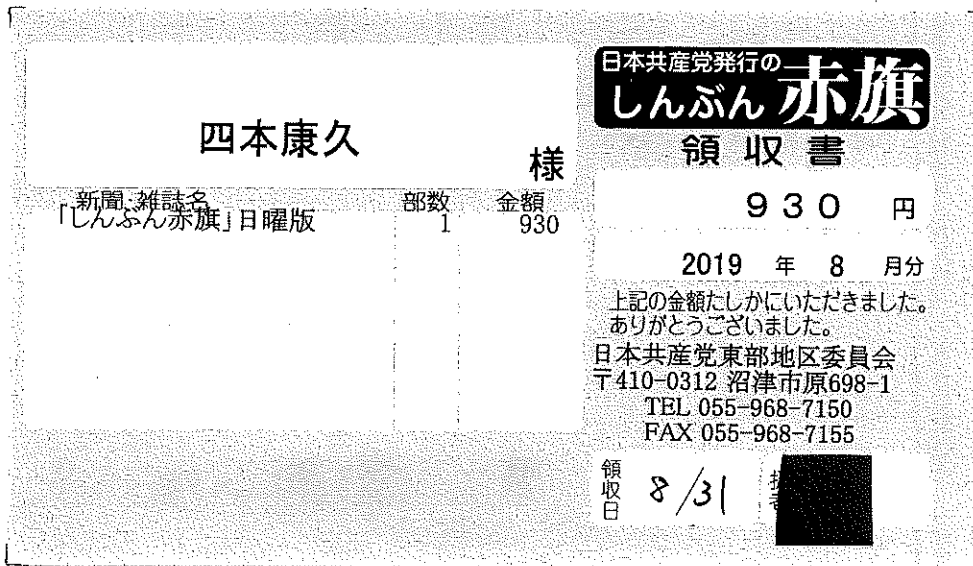 四本康久
様
新聞、雑誌名 部数 金額
「しんぶん赤旗」日曜版 1 930
日本共産党発行の
しんぶん 赤旗
領収書
930 円
2019 年 8 月分
上記の金額たしかにいただきました。
ありがとうございました。
日本共産党東部地区委員会
〒410-0312 沼津市原698-1
TEL 055-968-7150
FAX 055-968-7155
領収日 8/31